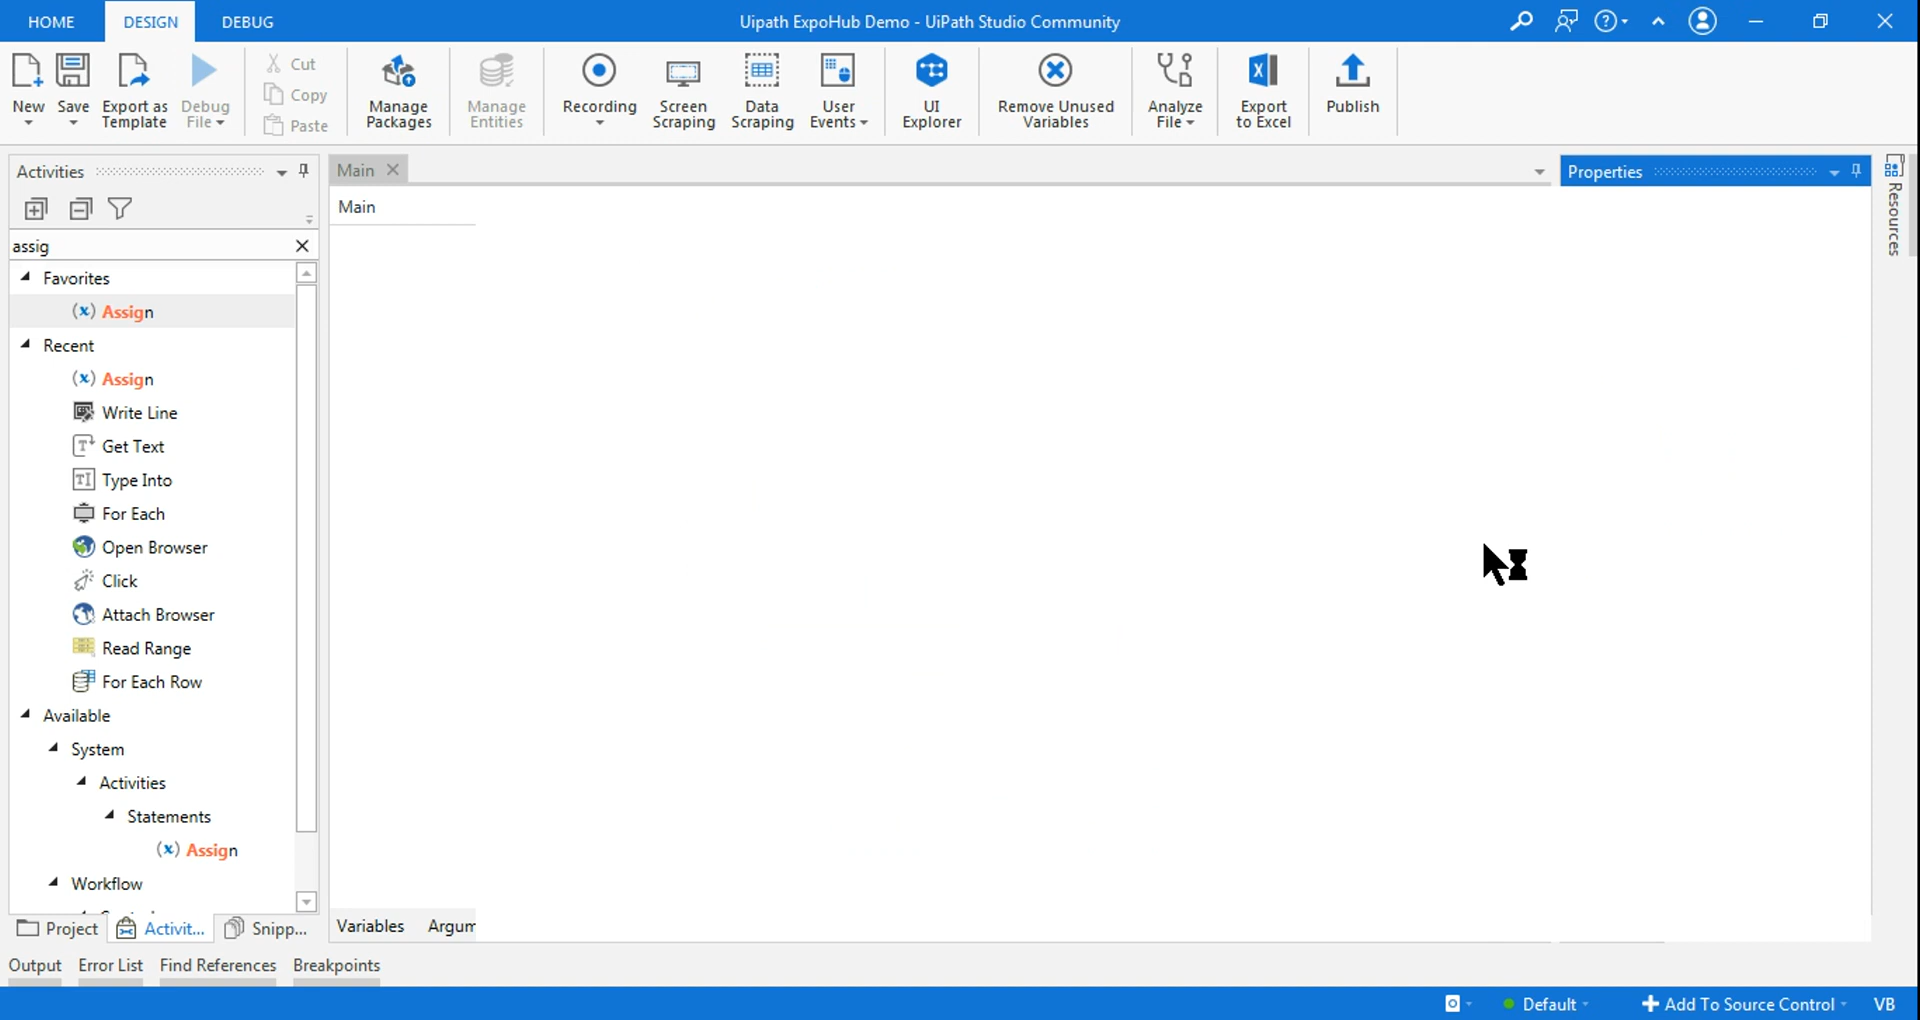 HOME DESIGN DEBUG Uipath ExpoHub Demo - UiPath Studio Community
New Save Export as Template Debug File Cut Copy Paste Manage Packages Manage Entities Recording Screen Scraping Data Scraping User Events UI Explorer Remove Unused Variables Analyze File Export to Excel Publish
Activities
Main
Properties
Resources
Main
assig
Favorites
(x) Assign
Recent
(x) Assign
Write Line
Get Text
Type Into
For Each
Open Browser
Click
Attach Browser
Read Range
For Each Row
Available
System
Activities
Statements
(x) Assign
Workflow
Project Activit... Snipp... Variables Argum
Output Error List Find References Breakpoints
Default Add To Source Control VB